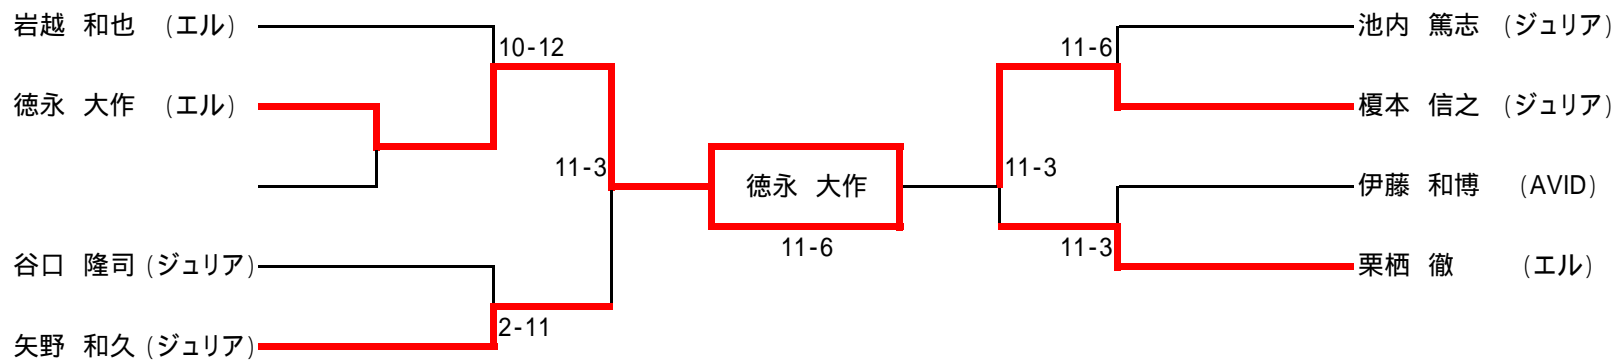 岩越 和也 (エル)
池内 篤志 (ジュリア)
10-12
11-6
徳永 大作 (エル)
榎本 信之 (ジュリア)
11-3
11-3
徳永 大作
伊藤 和博 (AVID)
11-6
11-3
谷口 隆司 (ジュリア)
栗栖 徹 (エル)
2-11
矢野 和久 (ジュリア)